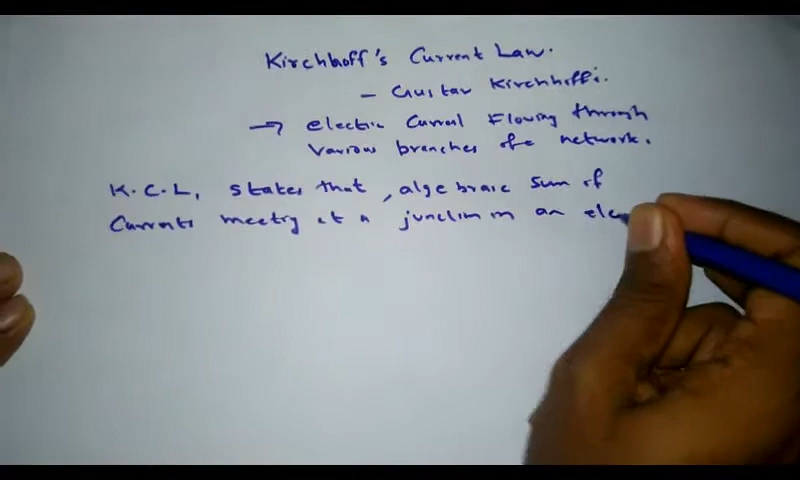 Kirchhoff's Current Law.
- Gustav Kirchhoff.
→ electric Current Flowing through
Various branches of a network.
K.C.L, states that, algebraic sum of
Currents meeting at a junction in an elec